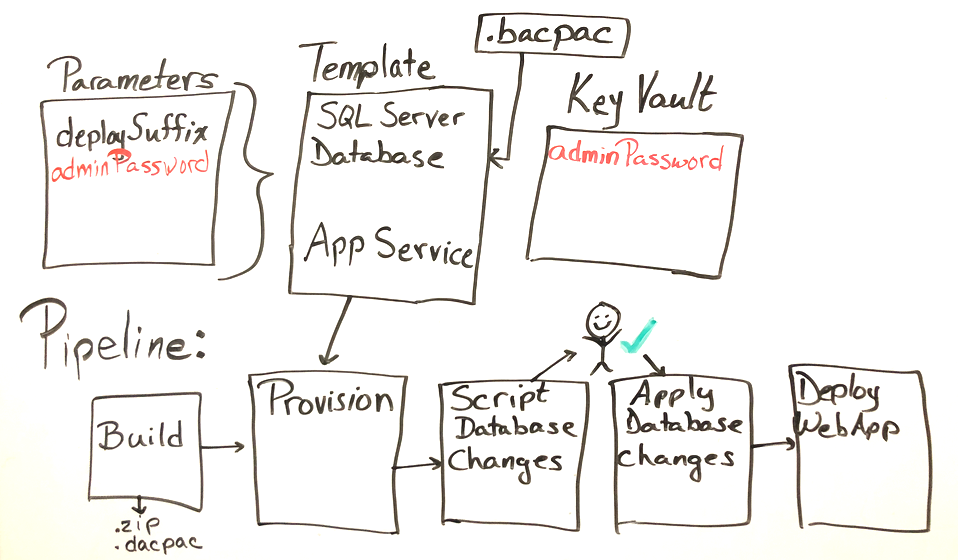 .bacpac
Template
Parameters
Key Vault
deploySuffix
adminPassword
SQL Server
Database
App Service
adminPassword
Pipeline:
Build
.zip
.dacpac
Provision
Script
Database
Changes
Apply
Database
changes
Deploy
WebApp